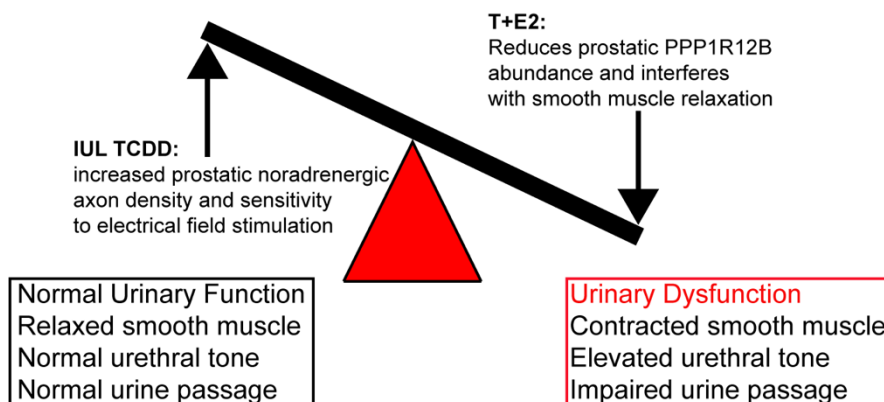 T+E2:
Reduces prostatic PPP1R12B
abundance and interferes
with smooth muscle relaxation
IUL TCDD:
increased prostatic noradrenergic
axon density and sensitivity
to electrical field stimulation
Normal Urinary Function
Relaxed smooth muscle
Normal urethral tone
Normal urine passage
Urinary Dysfunction
Contracted smooth muscle
Elevated urethral tone
Impaired urine passage